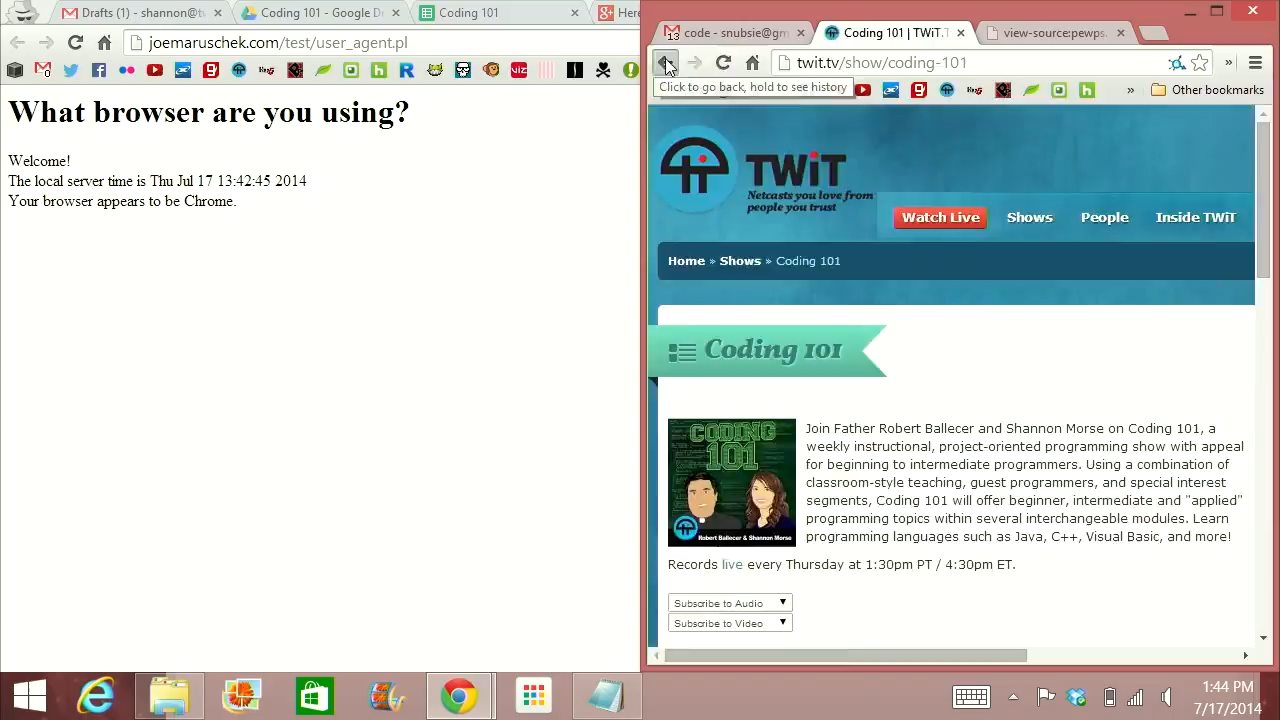 Drafts (1) - shannon@tw
Coding 101 - Google Dr
Coding 101
Here
joemaruschek.com/test/user_agent.pl
What browser are you using?
Welcome!
The local server time is Thu Jul 17 13:42:45 2014
Your browser appears to be Chrome.
13
code - snubsie@gm
Coding 101 | TWiT.T
view-source:pewps.
twit.tv/show/coding-101
»
Click to go back, hold to see history
» Other bookmarks
TWiT
Netcasts you love from
people you trust
Watch Live Shows People Inside TWiT
Home » Shows » Coding 101
Coding 101
CODING
101
Robert Ballecer & Shannon Morse
Join Father Robert Ballecer and Shannon Morse on Coding 101, a
weekly instructional, project-oriented programming show with appeal
for beginning to intermediate programmers. Using a combination of
classroom-style teaching, guest programmers, and special interest
segments, Coding 101 will offer beginner, intermediate and "applied"
programming topics within several interchangeable modules. Learn
programming languages such as Java, C++, Visual Basic, and more!
Records live every Thursday at 1:30pm PT / 4:30pm ET.
Subscribe to Audio
Subscribe to Video
1:44 PM
7/17/2014